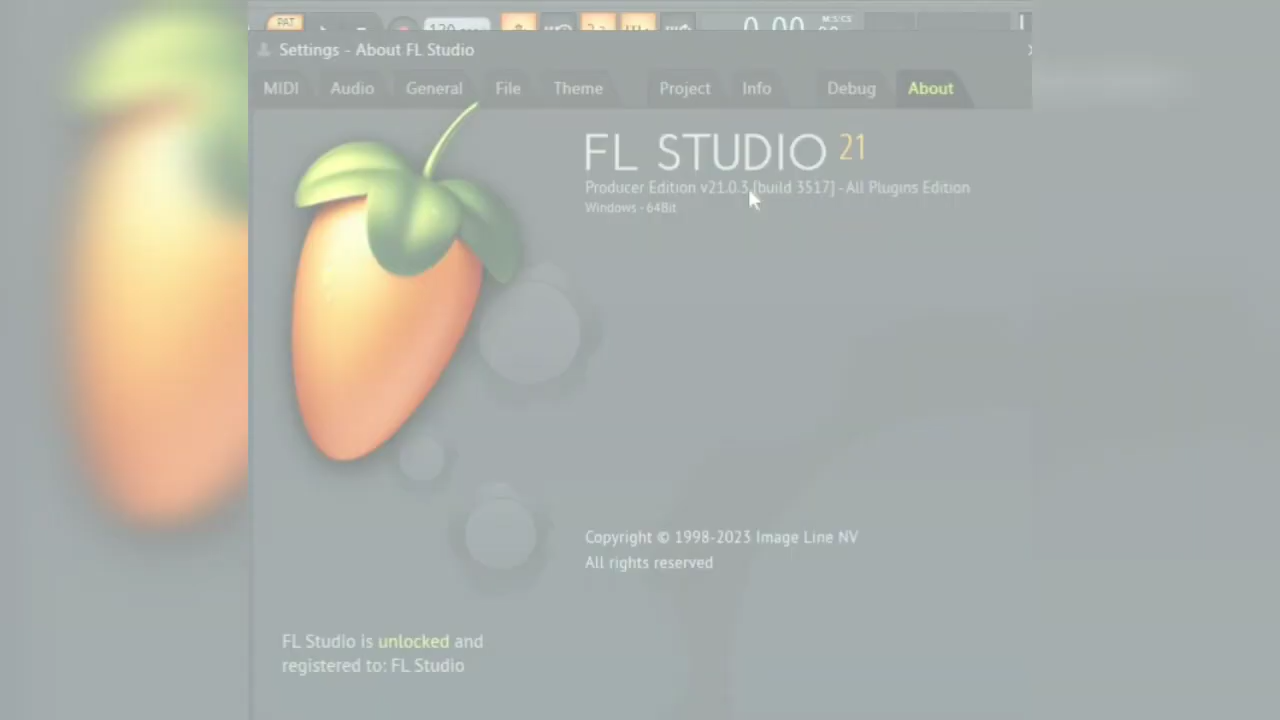 PAT
Settings - About FL Studio
MIDI Audio General File Theme Project Info Debug About
FL STUDIO 21
Producer Edition v21.0.3 [build 3517] - All Plugins Edition
Windows - 64Bit
Copyright © 1998-2023 Image Line NV
All rights reserved
FL Studio is unlocked and
registered to: FL Studio